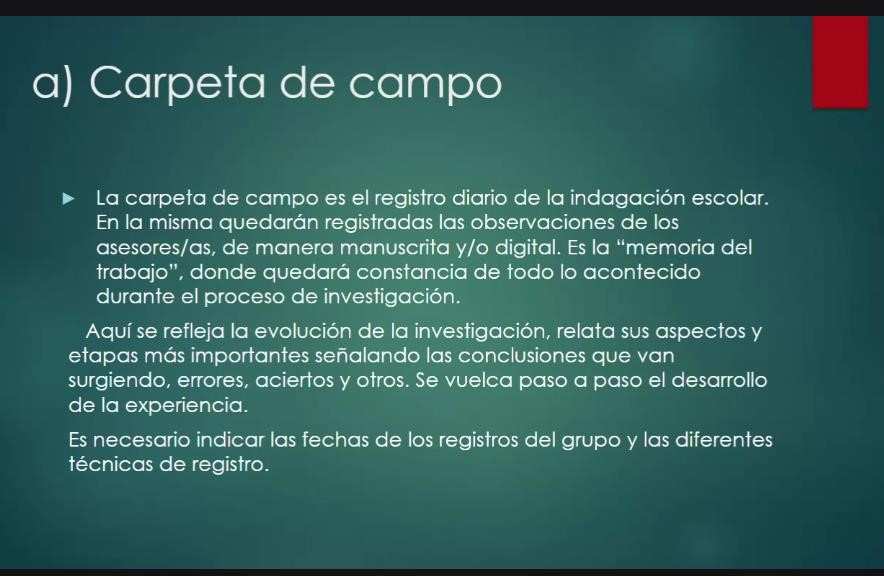 a) Carpeta de campo
La carpeta de campo es el registro diario de la indagación escolar.
En la misma quedarán registradas las observaciones de los
asesores/as, de manera manuscrita y/o digital. Es la “memoria del
trabajo”, donde quedará constancia de todo lo acontecido
durante el proceso de investigación.
Aquí se refleja la evolución de la investigación, relata sus aspectos y
etapas más importantes señalando las conclusiones que van
surgiendo, errores, aciertos y otros. Se vuelca paso a paso el desarrollo
de la experiencia.
Es necesario indicar las fechas de los registros del grupo y las diferentes
técnicas de registro.